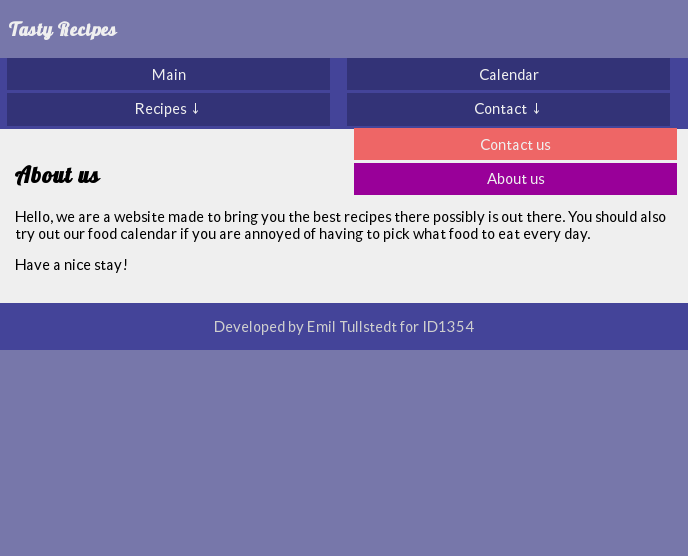 Tasty Recipes
Main
Calendar
Recipes ↓
Contact ↓
Contact us
About us
About us
Hello, we are a website made to bring you the best recipes there possibly is out there. You should also
try out our food calendar if you are annoyed of having to pick what food to eat every day.
Have a nice stay!
Developed by Emil Tullstedt for ID1354